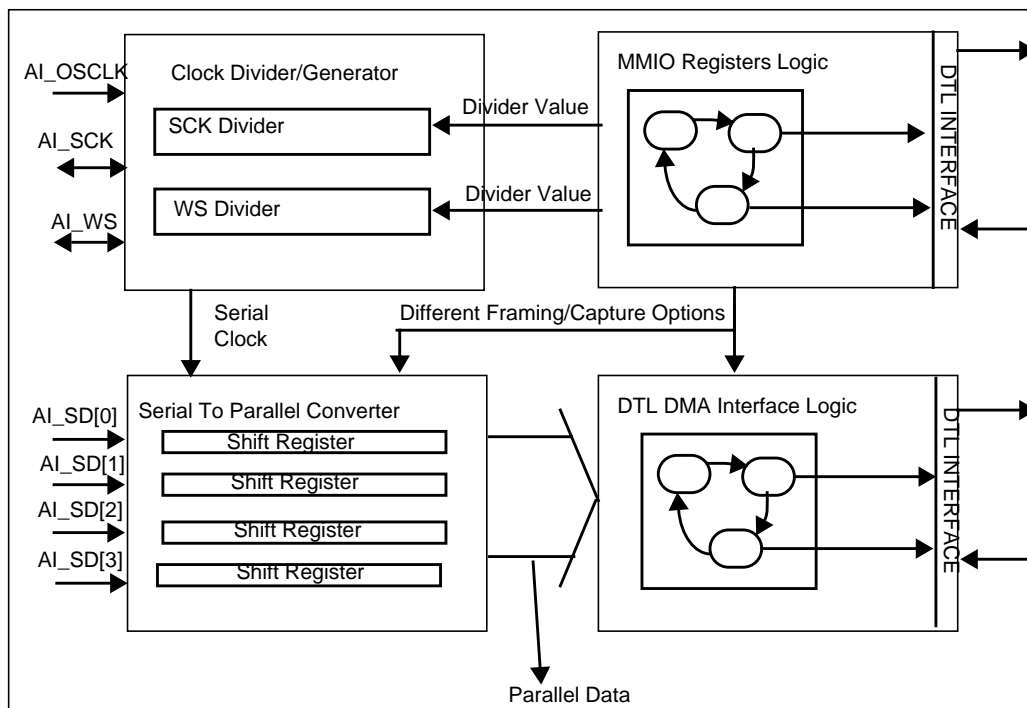 AI_OSCLK
Clock Divider/Generator
MMIO Registers Logic
DTL INTERFACE
SCK Divider
Divider Value
AI_SCK
WS Divider
Divider Value
AI_WS
Serial
Clock
Different Framing/Capture Options
Serial To Parallel Converter
DTL DMA Interface Logic
DTL INTERFACE
AI_SD[0]
Shift Register
AI_SD[1]
Shift Register
AI_SD[2]
Shift Register
AI_SD[3]
Shift Register
Parallel Data